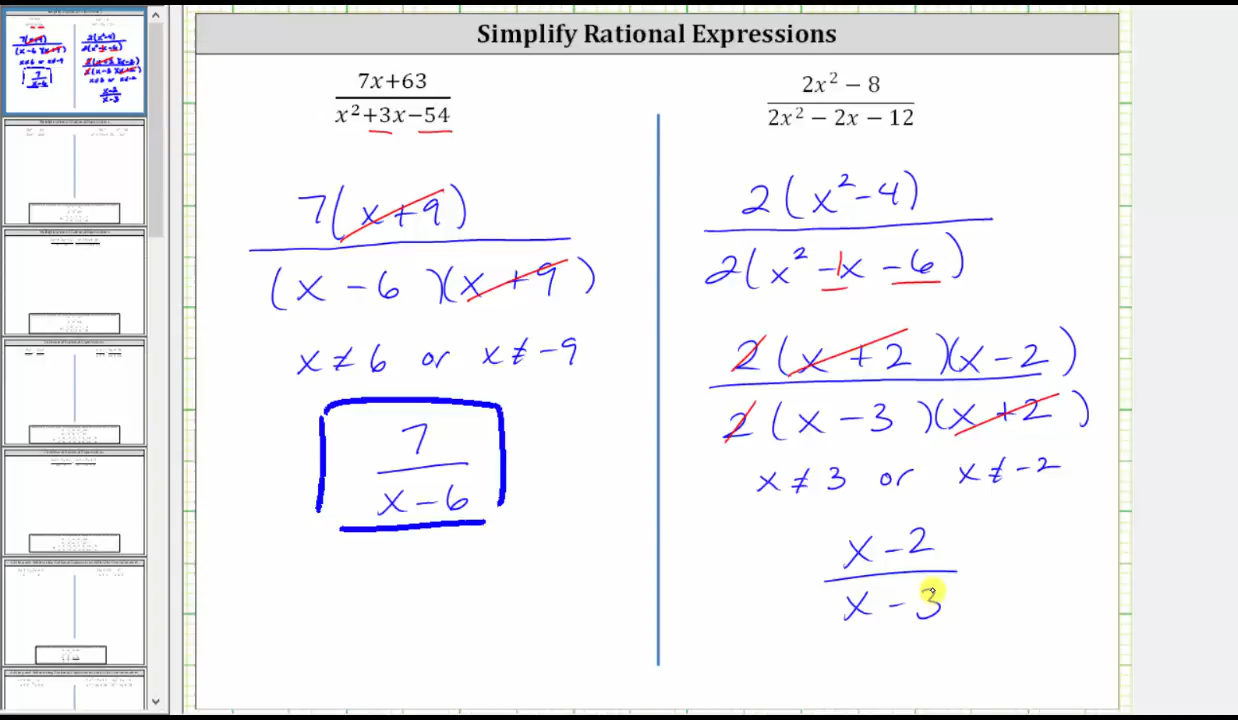 Simplify Rational Expressions
7x+63
x²+3x−54
7(x+9)
(x−6)(x+9)
x≠6 or x≠−9
7
x−6
2x² − 8
2x² − 2x − 12
2(x²−4)
2(x²−1x−6)
2(x+2)(x−2)
2(x−3)(x+2)
x≠3 or x≠−2
x−2
x−3